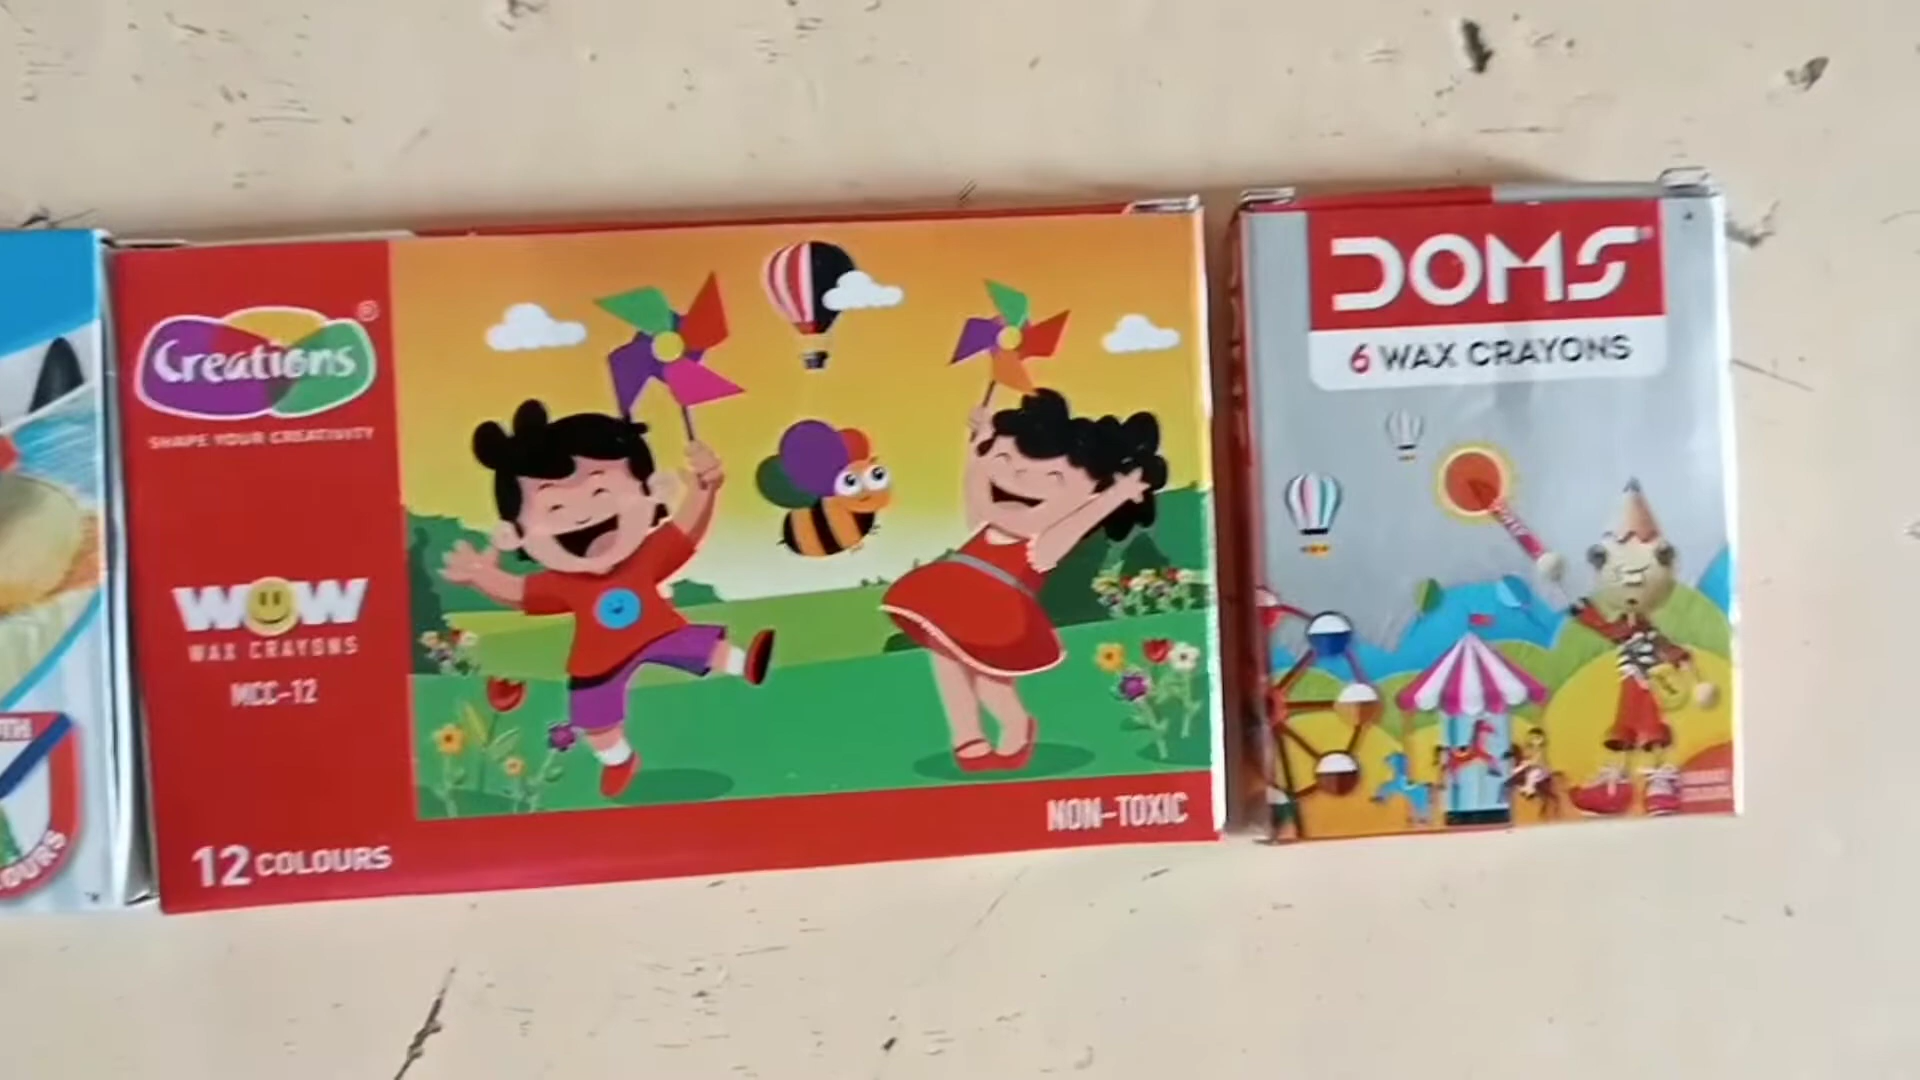 Creations
SHAPE YOUR CREATIVITY
WOW
WAX CRAYONS
MCC-12
12 COLOURS
NON-TOXIC
DOMS
6 WAX CRAYONS